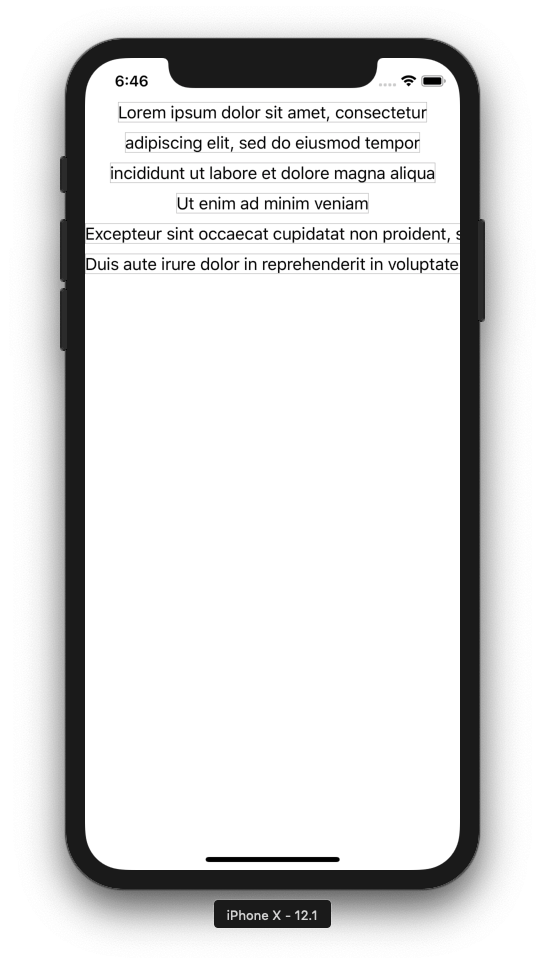 6:46
Lorem ipsum dolor sit amet, consectetur
adipiscing elit, sed do eiusmod tempor
incididunt ut labore et dolore magna aliqua
Ut enim ad minim veniam
Excepteur sint occaecat cupidatat non proident,
Duis aute irure dolor in reprehenderit in voluptate
iPhone X - 12.1